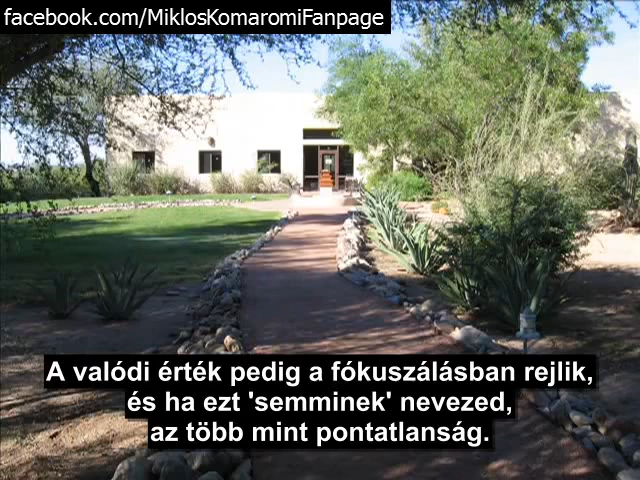 facebook.com/MiklosKomaromiFanpage
A valódi érték pedig a fókuszálásban rejlik,
és ha ezt 'semminek' nevezed,
az több mint pontatlanság.